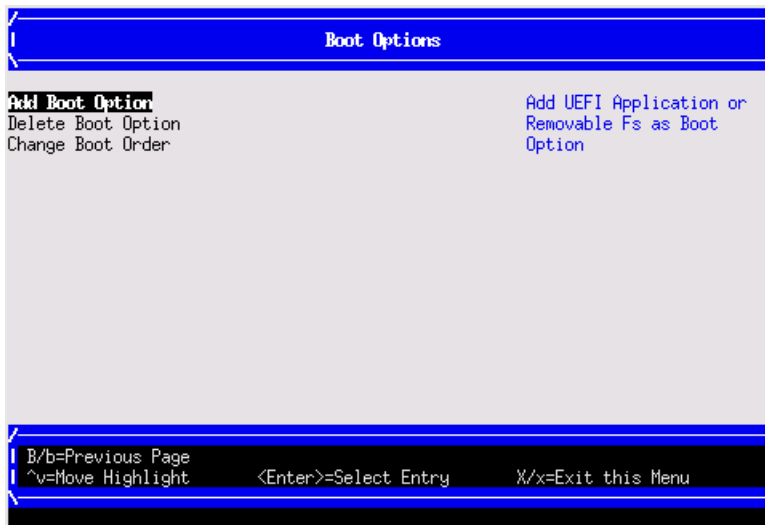 Boot Options
Add Boot Option
Delete Boot Option
Change Boot Order
Add UEFI Application or
Removable Fs as Boot
Option
B/b=Previous Page
^v=Move Highlight <Enter>=Select Entry X/x=Exit this Menu